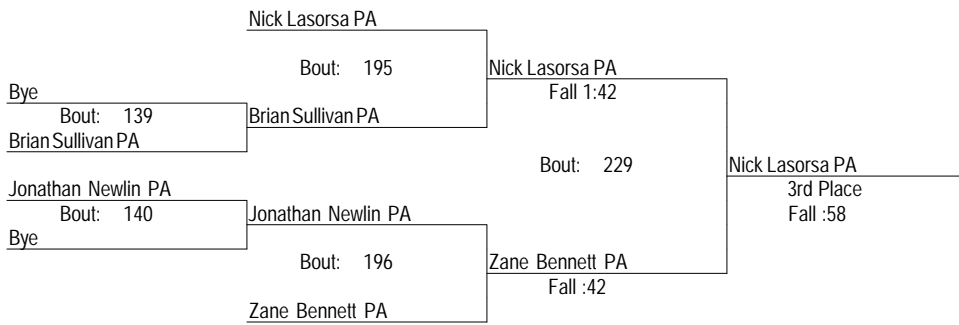 Nick Lasorsa PA
Bout: 195
Nick Lasorsa PA
Fall 1:42
Bye
Bout: 139
Brian Sullivan PA
Brian Sullivan PA
Bout: 229
Nick Lasorsa PA
3rd Place
Fall :58
Jonathan Newlin PA
Bout: 140
Jonathan Newlin PA
Bye
Bout: 196
Zane Bennett PA
Fall :42
Zane Bennett PA